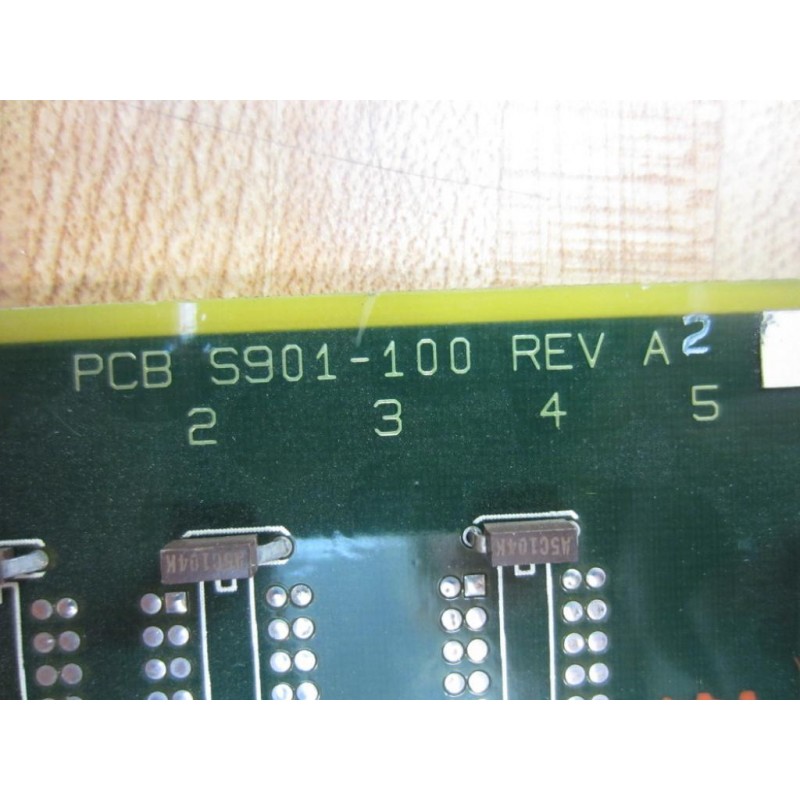 PCB S901-100 REV A2
2 3 4 5
A5C104K A5C104K